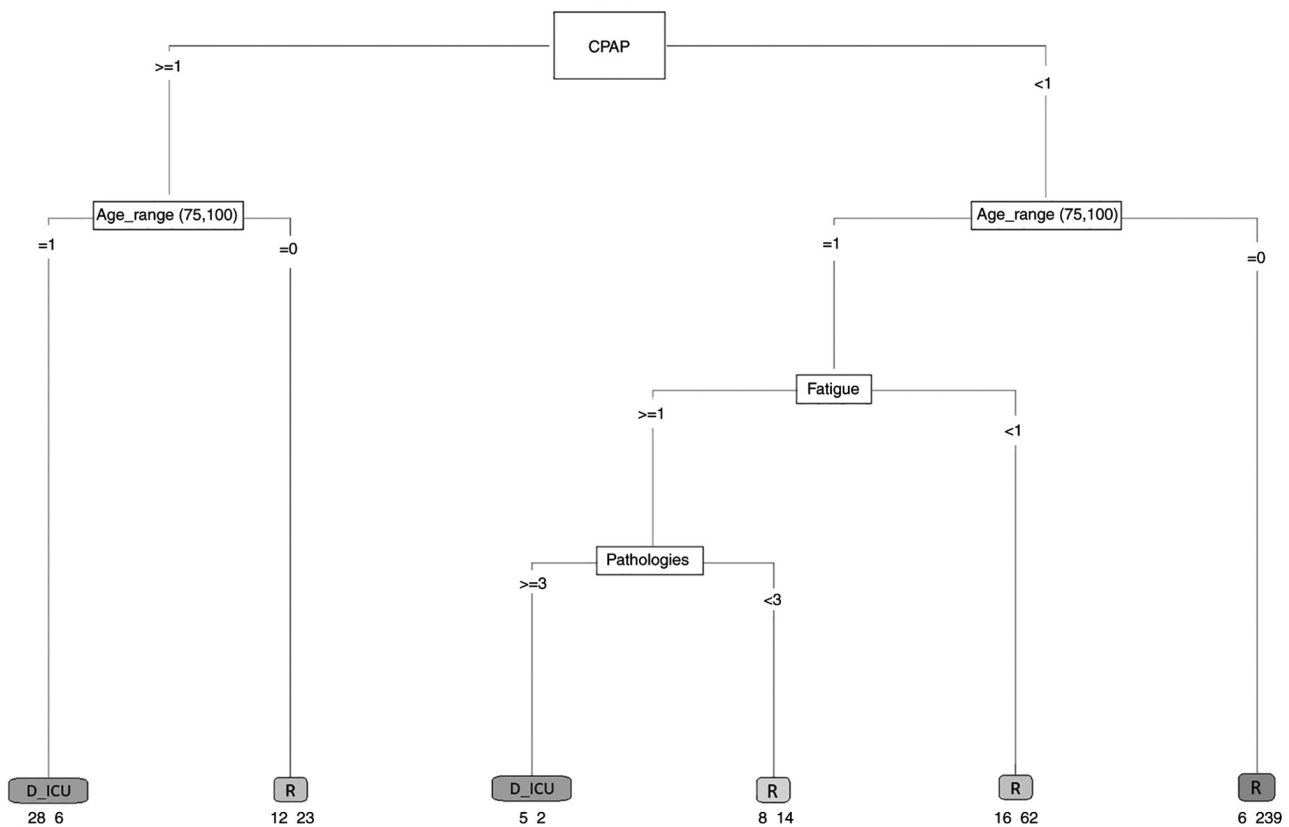 CPAP
>=1
<1
Age_range (75,100)
Age_range (75,100)
=1
=0
=1
=0
Fatigue
>=1
<1
Pathologies
>=3
<3
D_ICU
R
D_ICU
R
R
R
28 6
12 23
5 2
8 14
16 62
6 239